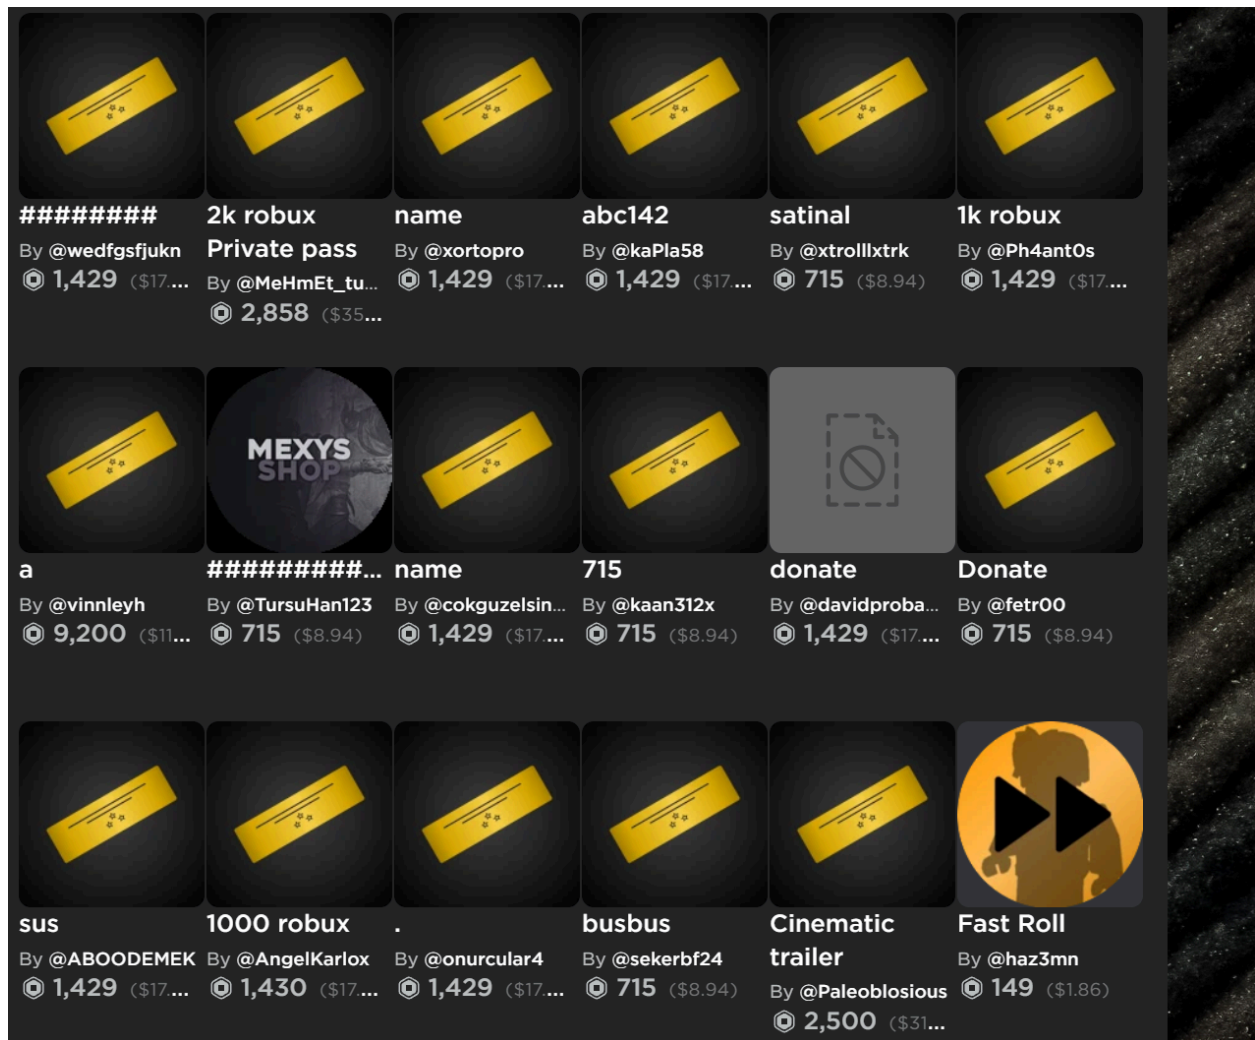 ########
By @wedfgsfjukn
1,429 ($17....
2k robux
Private pass
By @MeHmEt_tu...
2,858 ($35...
name
By @xortopro
1,429 ($17....
abc142
By @kaPla58
1,429 ($17....
satinal
By @xtrolllxtrk
715 ($8.94)
1k robux
By @Ph4ant0s
1,429 ($17....
a
By @vinnleyh
9,200 ($11...
MEXYS
SHOP
#########...
By @TursuHan123
715 ($8.94)
name
By @cokguzelsin...
1,429 ($17....
715
By @kaan312x
715 ($8.94)
donate
By @davidproba...
1,429 ($17....
Donate
By @fetr00
715 ($8.94)
sus
By @ABOODEMEK
1,429 ($17....
1000 robux
By @AngelKarlox
1,430 ($17....
.
By @onurcular4
1,429 ($17....
busbus
By @sekerbf24
715 ($8.94)
Cinematic
trailer
By @Paleoblosious
2,500 ($31...
Fast Roll
By @haz3mn
149 ($1.86)